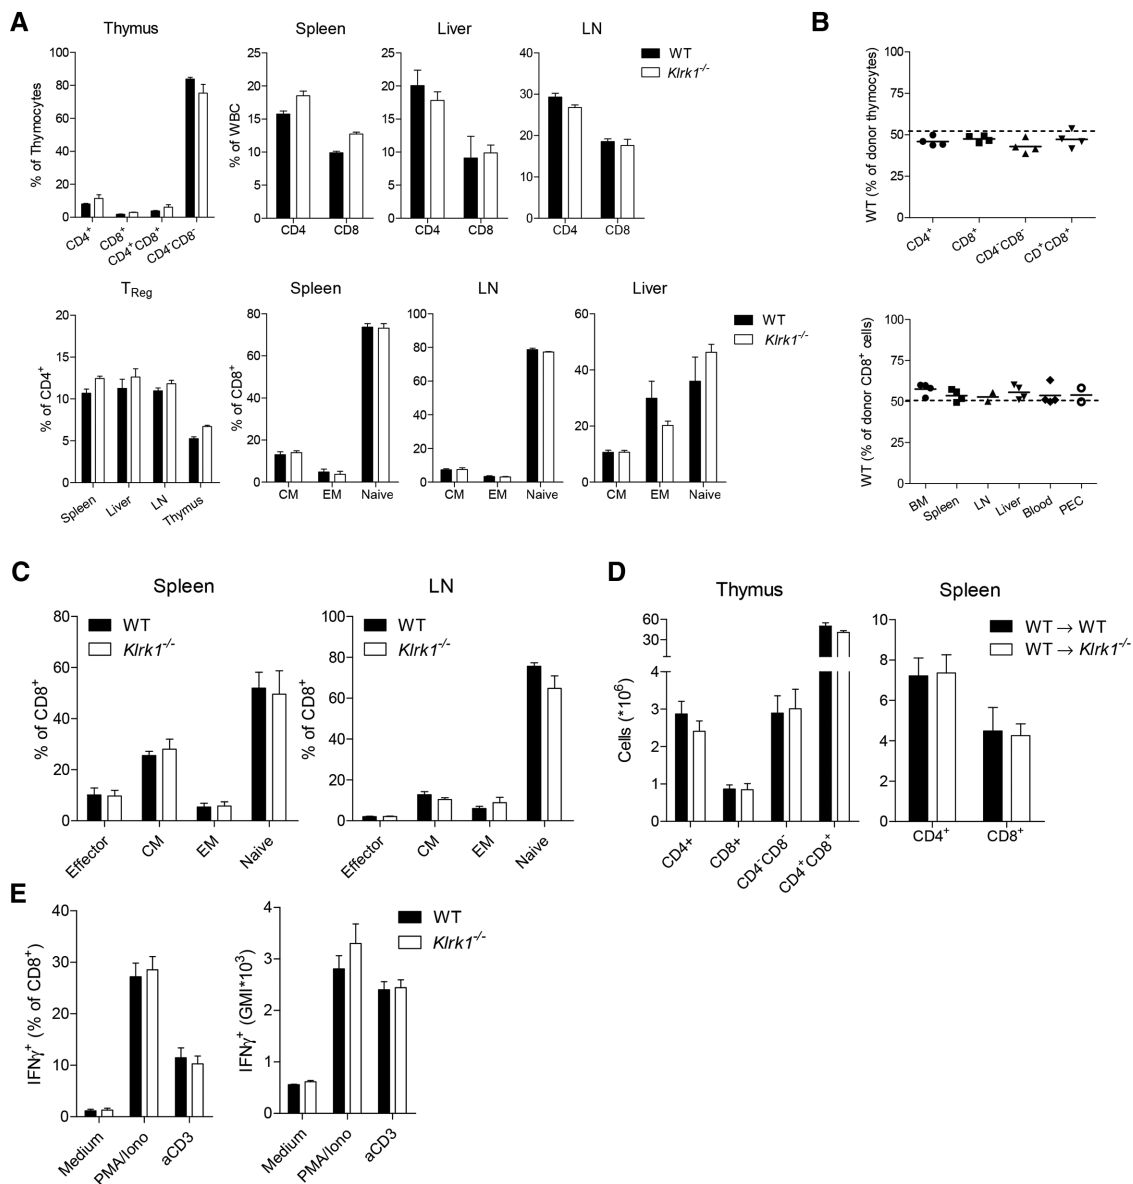 A
Thymus
% of Thymocytes
100
80
60
40
20
0
CD4+
CD8+
CD4+CD8+
CD4-CD8-
Spleen
% of WBC
25
20
15
10
5
0
CD4
CD8
Liver
25
20
15
10
5
0
CD4
CD8
LN
40
30
20
10
0
CD4
CD8
WT
Klrk1-/-
TReg
% of CD4+
20
15
10
5
0
Spleen
Liver
LN
Thymus
Spleen
% of CD8+
80
60
40
20
0
CM
EM
Naive
LN
100
80
60
40
20
0
CM
EM
Naive
Liver
60
40
20
0
CM
EM
Naive
WT
Klrk1-/-
B
WT (% of donor thymocytes)
100
75
50
25
0
CD4+
CD8+
CD4-CD8-
CD+CD8+
WT (% of donor CD8+ cells)
100
75
50
25
0
BM
Spleen
LN
Liver
Blood
PEC
C
Spleen
% of CD8+
80
60
40
20
0
WT
Klrk1-/-
Effector
CM
EM
Naive
LN
% of CD8+
100
80
60
40
20
0
WT
Klrk1-/-
Effector
CM
EM
Naive
D
Thymus
Cells (*10^6)
60
30
4
3
2
1
0
CD4+
CD8+
CD4-CD8-
CD4+CD8+
Spleen
10
8
6
4
2
0
WT → WT
WT → Klrk1-/-
CD4+
CD8+
E
IFNγ+ (% of CD8+)
40
30
20
10
0
Medium
PMA/Iono
aCD3
IFNγ+ (GMI*10^3)
4
3
2
1
0
Medium
PMA/Iono
aCD3
WT
Klrk1-/-